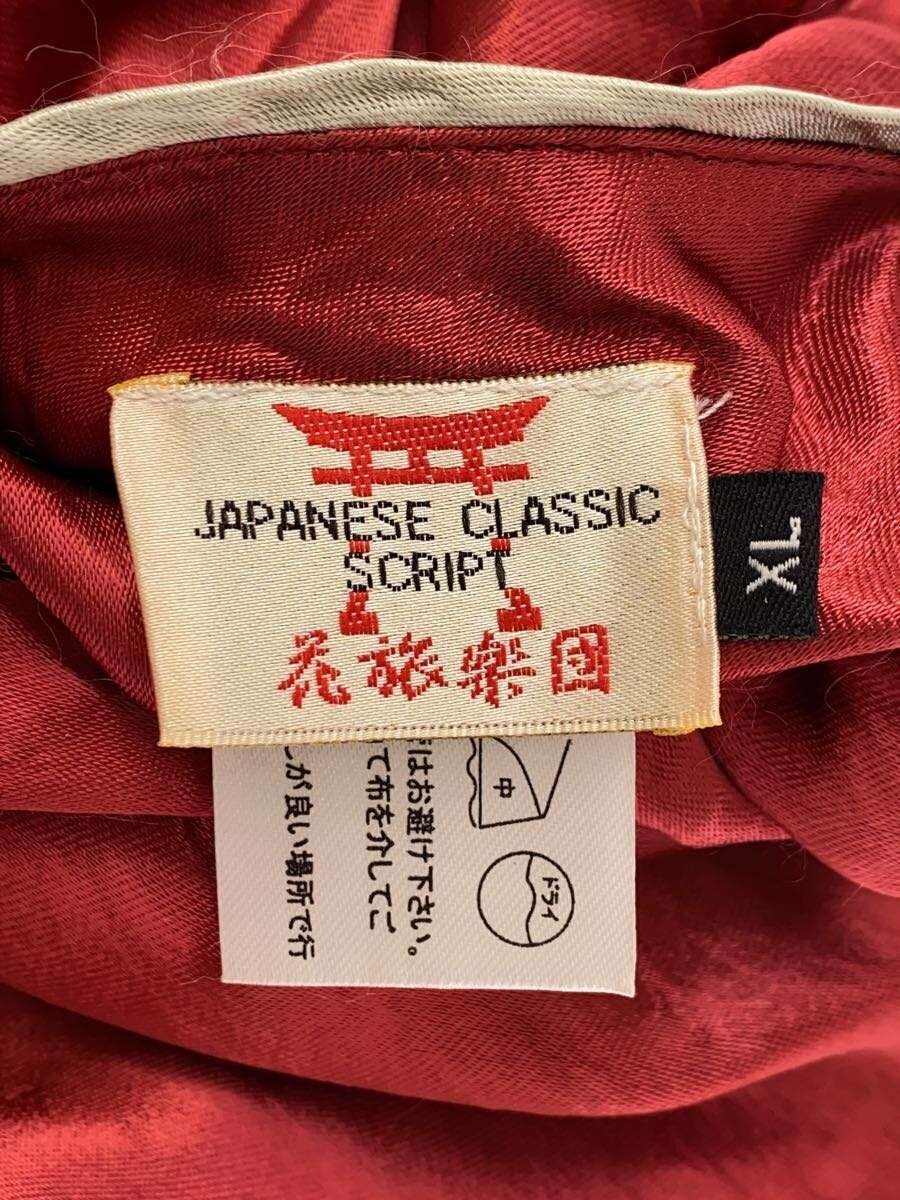 JAPANESE CLASSIC
SCRIPT
花旅楽団
XL
中
ドライ
はお避け下さい。
て布を介してこ
が良い場所で行